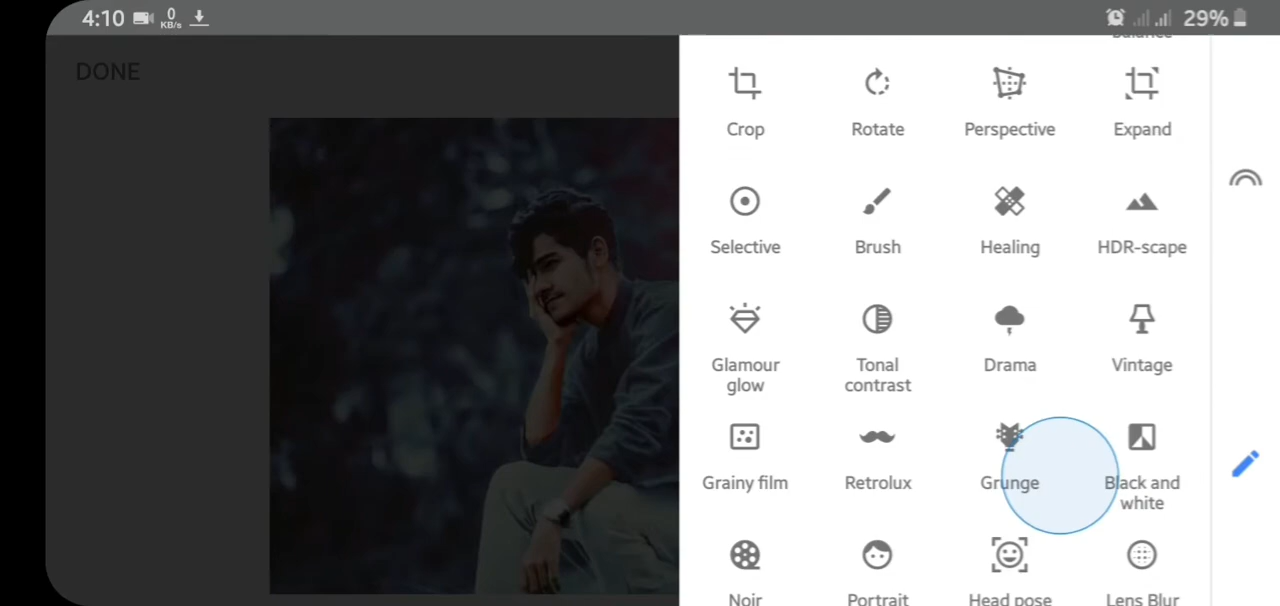 4:10 0 KB/s 29%
DONE
Balance
Crop Rotate Perspective Expand
Selective Brush Healing HDR-scape
Glamour glow Tonal contrast Drama Vintage
Grainy film Retrolux Grunge Black and white
Noir Portrait Head pose Lens Blur